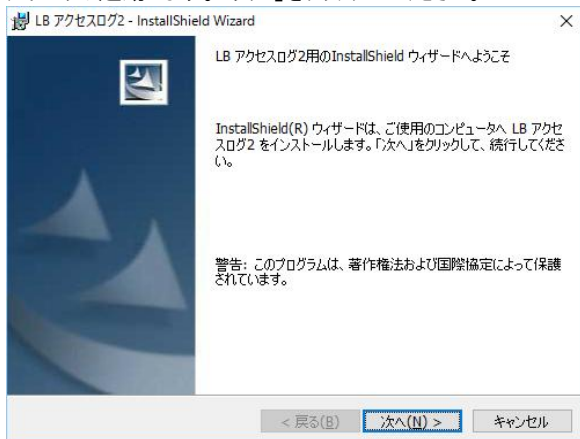 LB アクセスログ2 - InstallShield Wizard
LB アクセスログ2用のInstallShield ウィザードへようこそ
InstallShield(R) ウィザードは、ご使用のコンピュータへ LB アクセ
スログ2 をインストールします。「次へ」をクリックして、続行してくださ
い。
警告: このプログラムは、著作権法および国際協定によって保護
されています。
< 戻る(B)
次へ(N) >
キャンセル